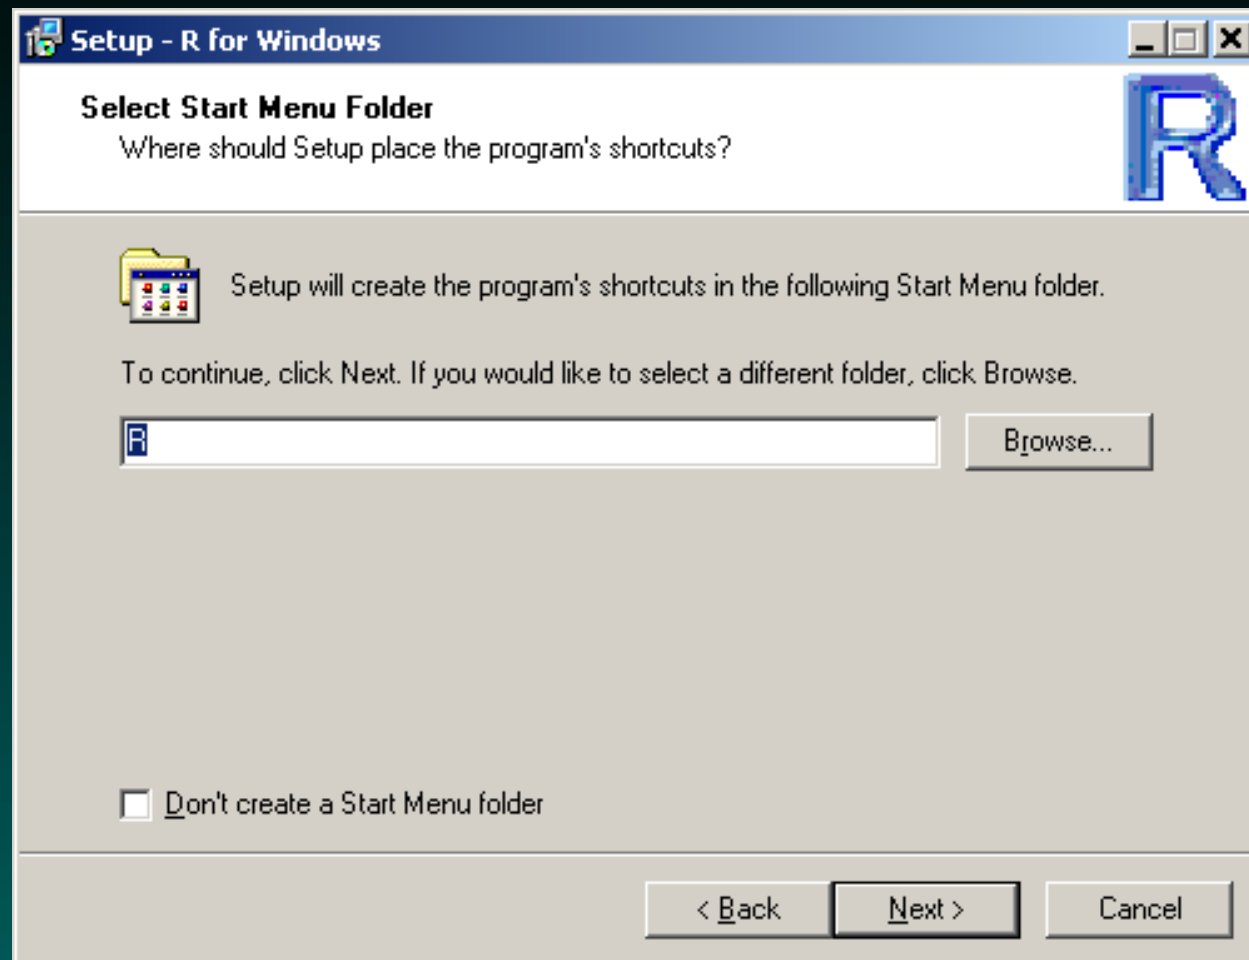 Setup - R for Windows
R
Select Start Menu Folder
Where should Setup place the program's shortcuts?
Setup will create the program's shortcuts in the following Start Menu folder.
To continue, click Next. If you would like to select a different folder, click Browse.
R
Browse...
Don't create a Start Menu folder
< Back
Next >
Cancel